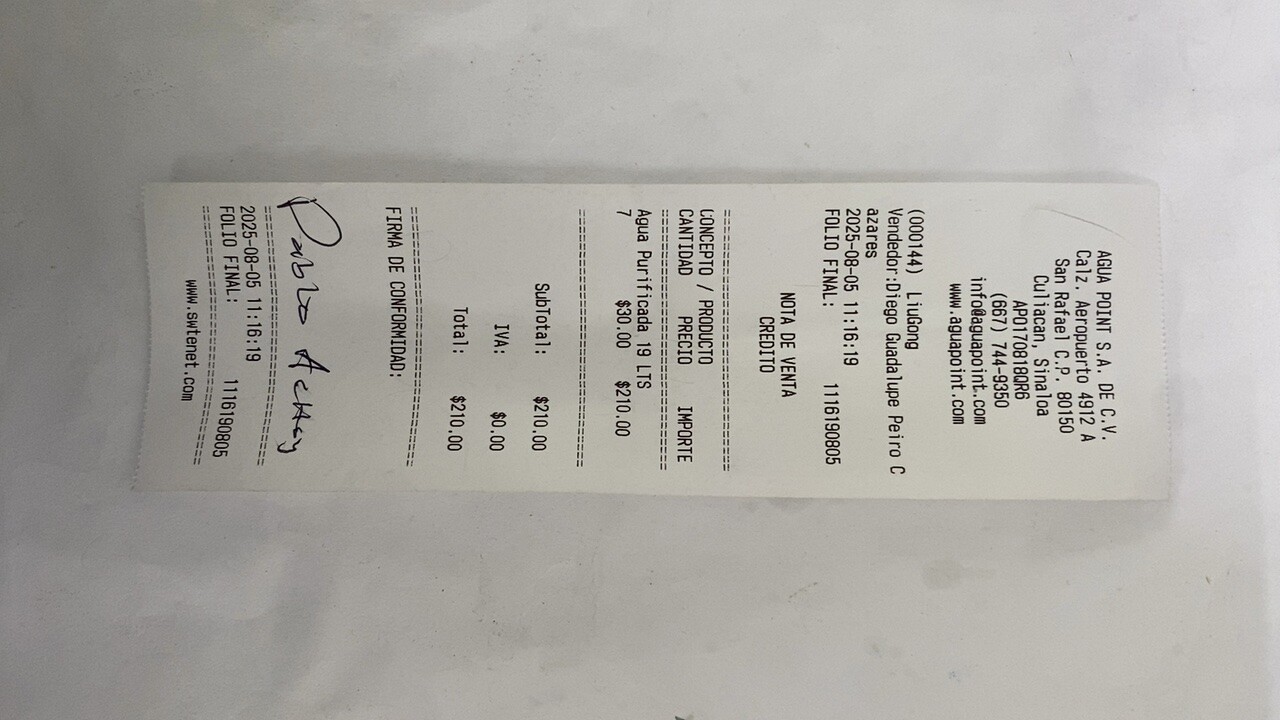 AGUA POINT S.A. DE C.V.
Calz. Aeropuerto 4912 A
San Rafael C.P. 80150
Culiacan, Sinaloa
APO170818QR6
(667) 744-9350
info@aguapoint.com
www.aguapoint.com
(000144) LiuGong
Vendedor:Diego Guadalupe Peiro C
azares
2025-08-05 11:16:19
FOLIO FINAL: 1116190805
NOTA DE VENTA
CREDITO
CONCEPTO / PRODUCTO
CANTIDAD PRECIO IMPORTE
Agua Purificada 19 LTS
7 $30.00 $210.00
SubTotal: $210.00
IVA: $0.00
Total: $210.00
FIRMA DE CONFORMIDAD:
Pablo
2025-08-05 11:16:19
FOLIO FINAL: 1116190805
www.swtenet.com